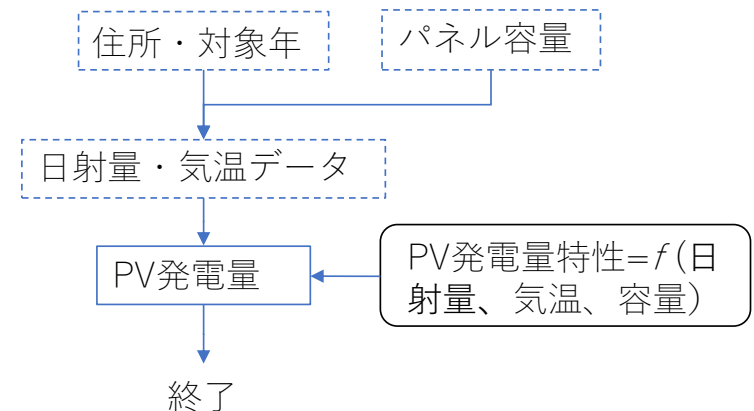 住所・対象年
パネル容量
日射量・気温データ
PV発電量
PV発電量特性=f(日
射量、気温、容量)
終了